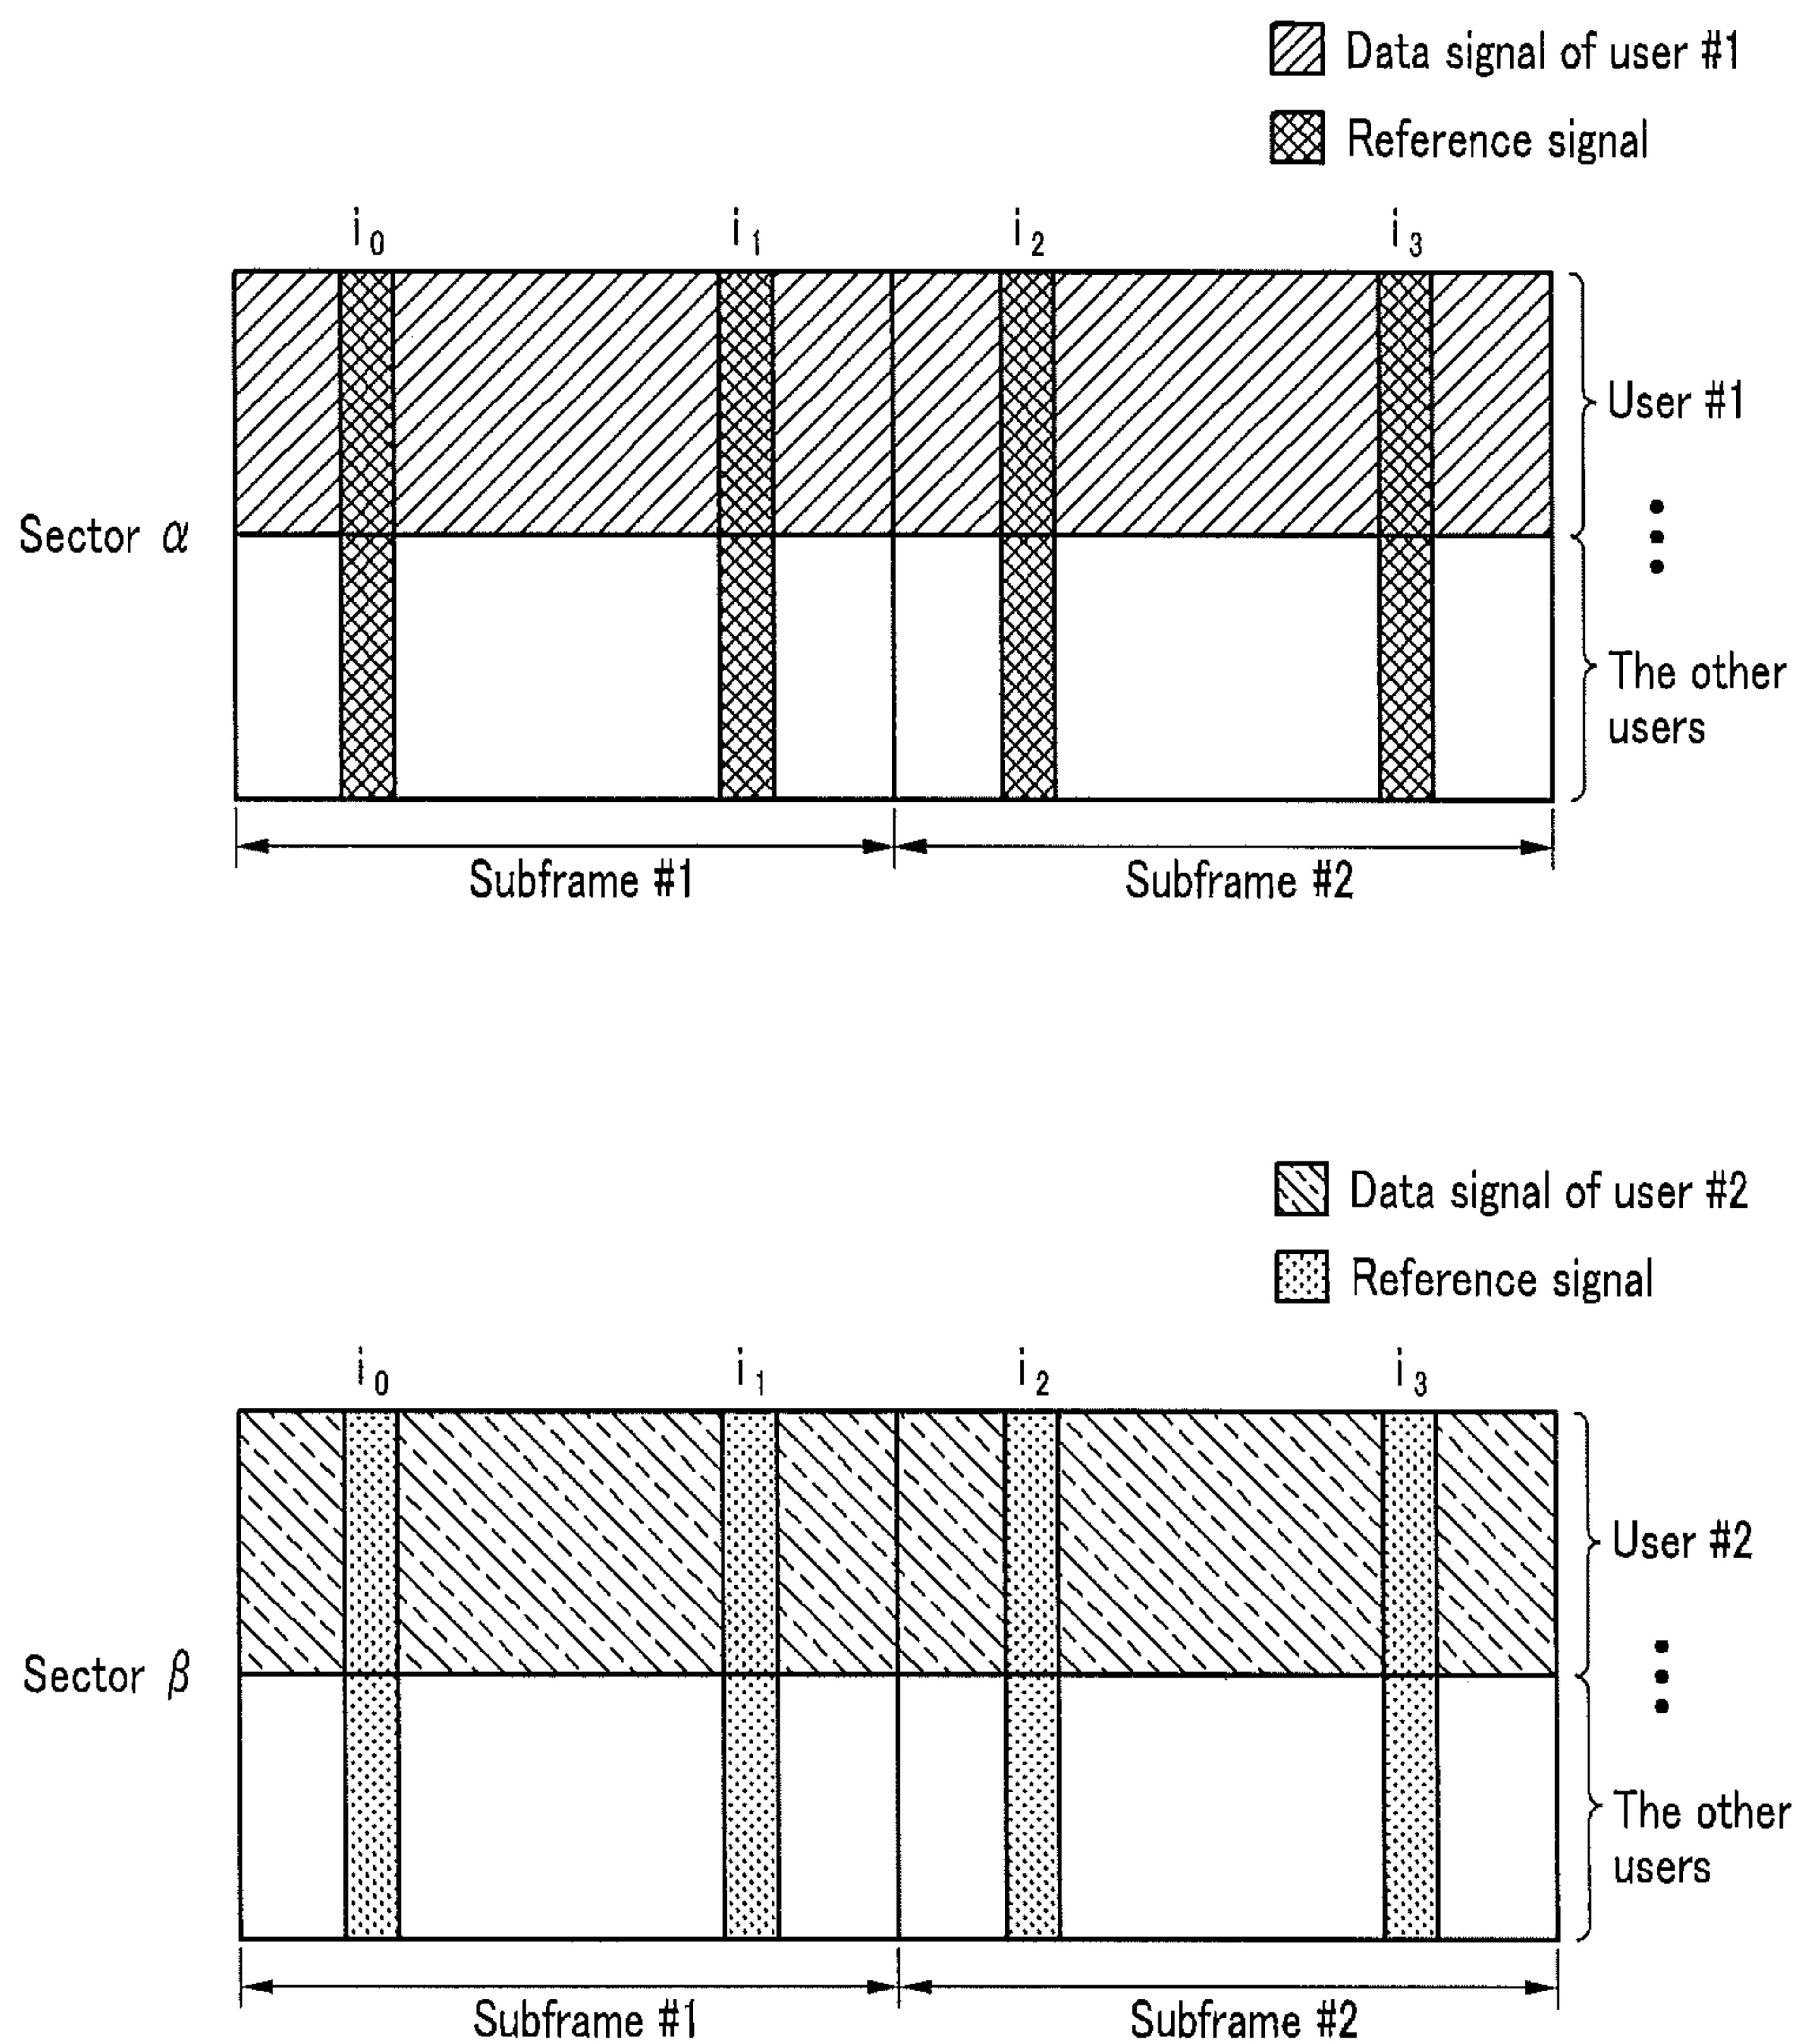 Data signal of user #1
Reference signal
i0 i1 i2 i3
User #1
Sector α
The other
users
Subframe #1 Subframe #2
Data signal of user #2
Reference signal
i0 i1 i2 i3
User #2
Sector β
The other
users
Subframe #1 Subframe #2